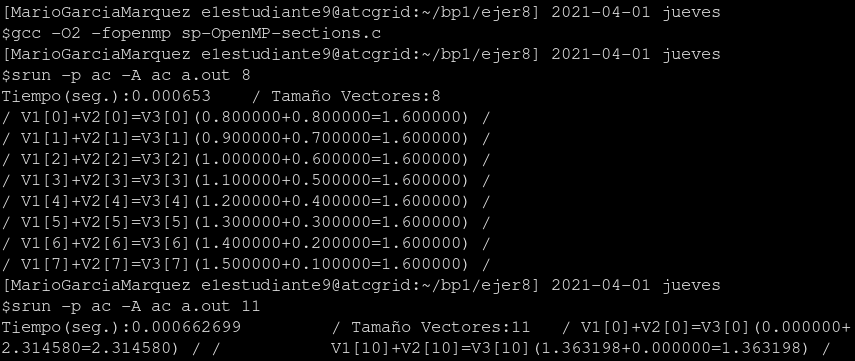 [MarioGarciaMarquez elestudiante9@atcgrid:~/bp1/ejer8] 2021-04-01 jueves
$gcc -O2 -fopenmp sp-OpenMP-sections.c
[MarioGarciaMarquez elestudiante9@atcgrid:~/bp1/ejer8] 2021-04-01 jueves
$srun -p ac -A ac a.out 8
Tiempo(seg.):0.000653    / Tamaño Vectores:8
/ V1[0]+V2[0]=V3[0](0.800000+0.800000=1.600000) /
/ V1[1]+V2[1]=V3[1](0.900000+0.700000=1.600000) /
/ V1[2]+V2[2]=V3[2](1.000000+0.600000=1.600000) /
/ V1[3]+V2[3]=V3[3](1.100000+0.500000=1.600000) /
/ V1[4]+V2[4]=V3[4](1.200000+0.400000=1.600000) /
/ V1[5]+V2[5]=V3[5](1.300000+0.300000=1.600000) /
/ V1[6]+V2[6]=V3[6](1.400000+0.200000=1.600000) /
/ V1[7]+V2[7]=V3[7](1.500000+0.100000=1.600000) /
[MarioGarciaMarquez elestudiante9@atcgrid:~/bp1/ejer8] 2021-04-01 jueves
$srun -p ac -A ac a.out 11
Tiempo(seg.):0.000662699         / Tamaño Vectores:11   / V1[0]+V2[0]=V3[0](0.000000+
2.314580=2.314580) / /           V1[10]+V2[10]=V3[10](1.363198+0.000000=1.363198) /